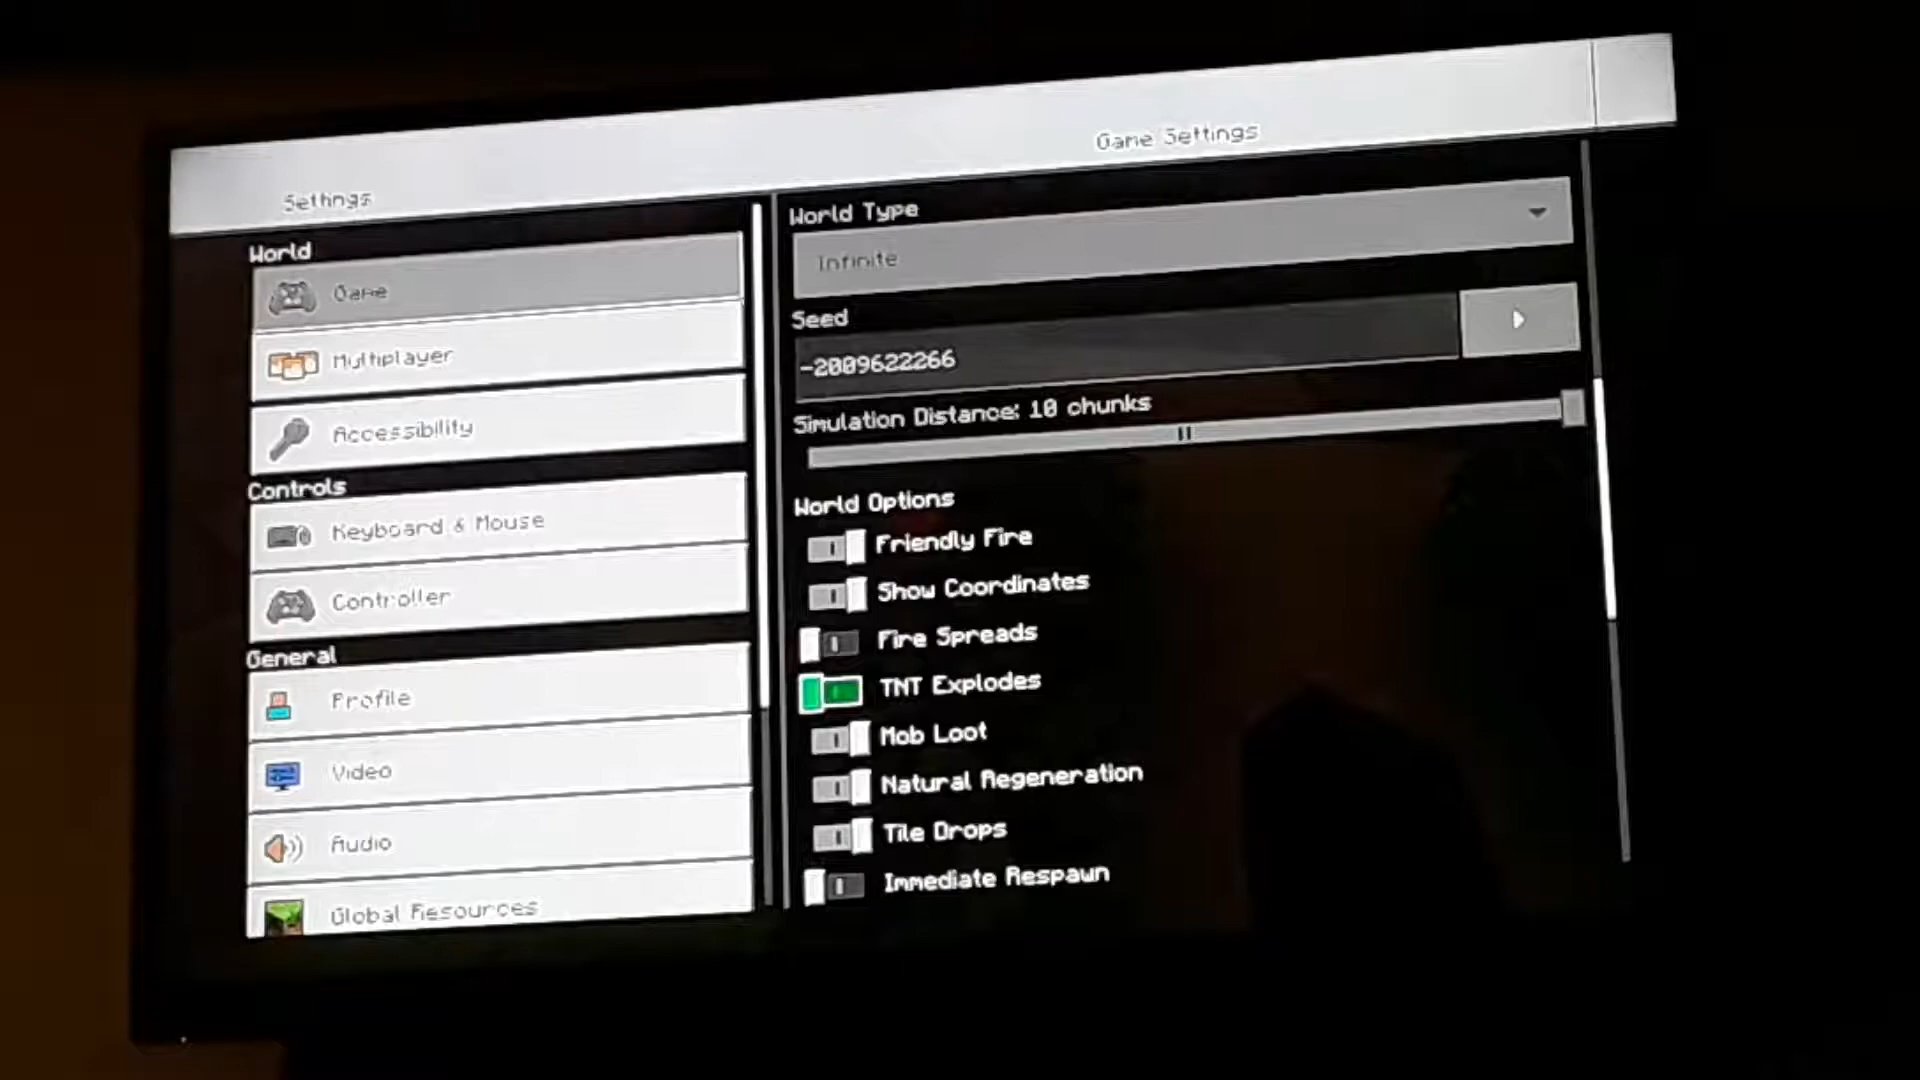 Settings
Game Settings
World
Game
Multiplayer
Accessibility
Controls
Keyboard & Mouse
Controller
General
Profile
Video
Audio
Global Resources
World Type
Infinite
Seed
-2009622266
Simulation Distance: 10 chunks
World Options
Friendly Fire
Show Coordinates
Fire Spreads
TNT Explodes
Mob Loot
Natural Regeneration
Tile Drops
Immediate Respawn